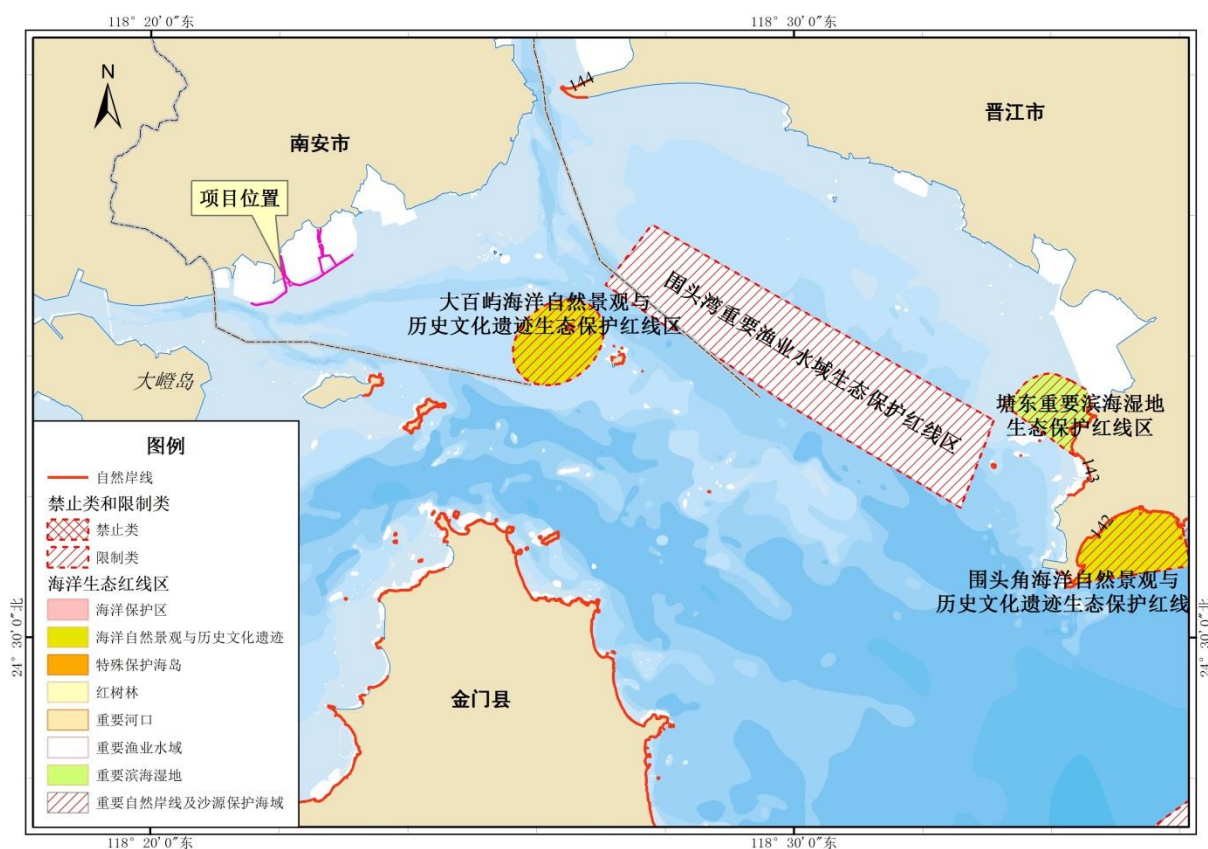 118° 20′0″东
118° 30′0″东
N
144
晋江市
南安市
项目位置
围头湾重要渔业水域生态保护红线区
大百屿海洋自然景观与
历史文化遗迹生态保护红线区
大嶝岛
塘东重要滨海湿地
生态保护红线区
143
142
围头角海洋自然景观与
历史文化遗迹生态保护红线
金门县
图例
自然岸线
禁止类和限制类
禁止类
限制类
海洋生态红线区
海洋保护区
海洋自然景观与历史文化遗迹
特殊保护海岛
红树林
重要河口
重要渔业水域
重要滨海湿地
重要自然岸线及沙源保护海域
24° 30′0″北
24° 30′0″北
118° 20′0″东
118° 30′0″东